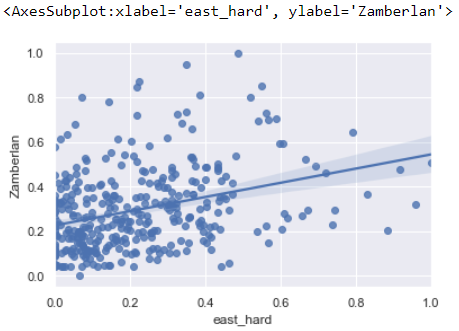 <AxesSubplot:xlabel='east_hard', ylabel='Zamberlan'>
1.0
0.8
0.6
0.4
0.2
0.0
Zamberlan
0.0 0.2 0.4 0.6 0.8 1.0
east_hard